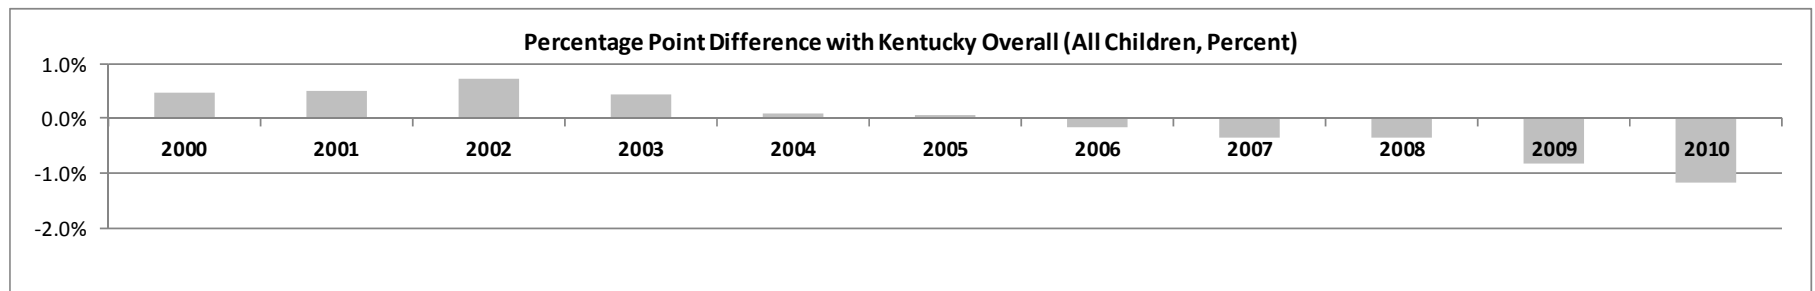 Percentage Point Difference with Kentucky Overall (All Children, Percent)
1.0%
0.0%
2000 2001 2002 2003 2004 2005 2006 2007 2008 2009 2010
-1.0%
-2.0%